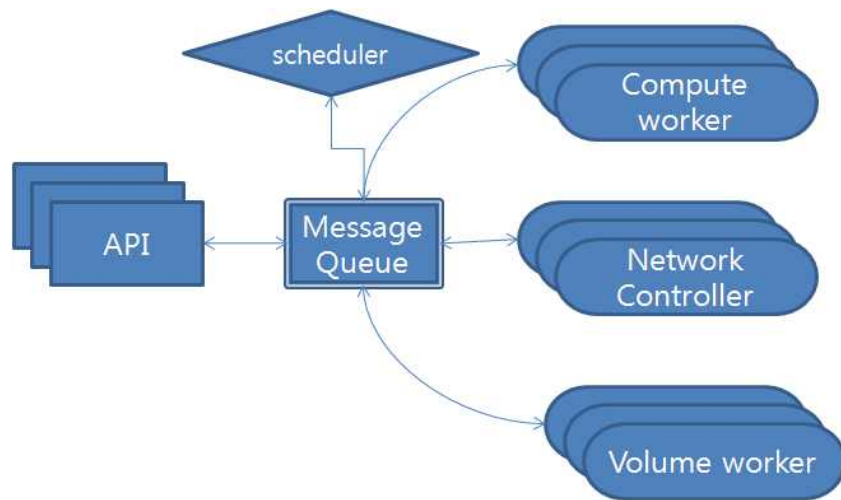 scheduler
Compute
worker
API
Message
Queue
Network
Controller
Volume worker